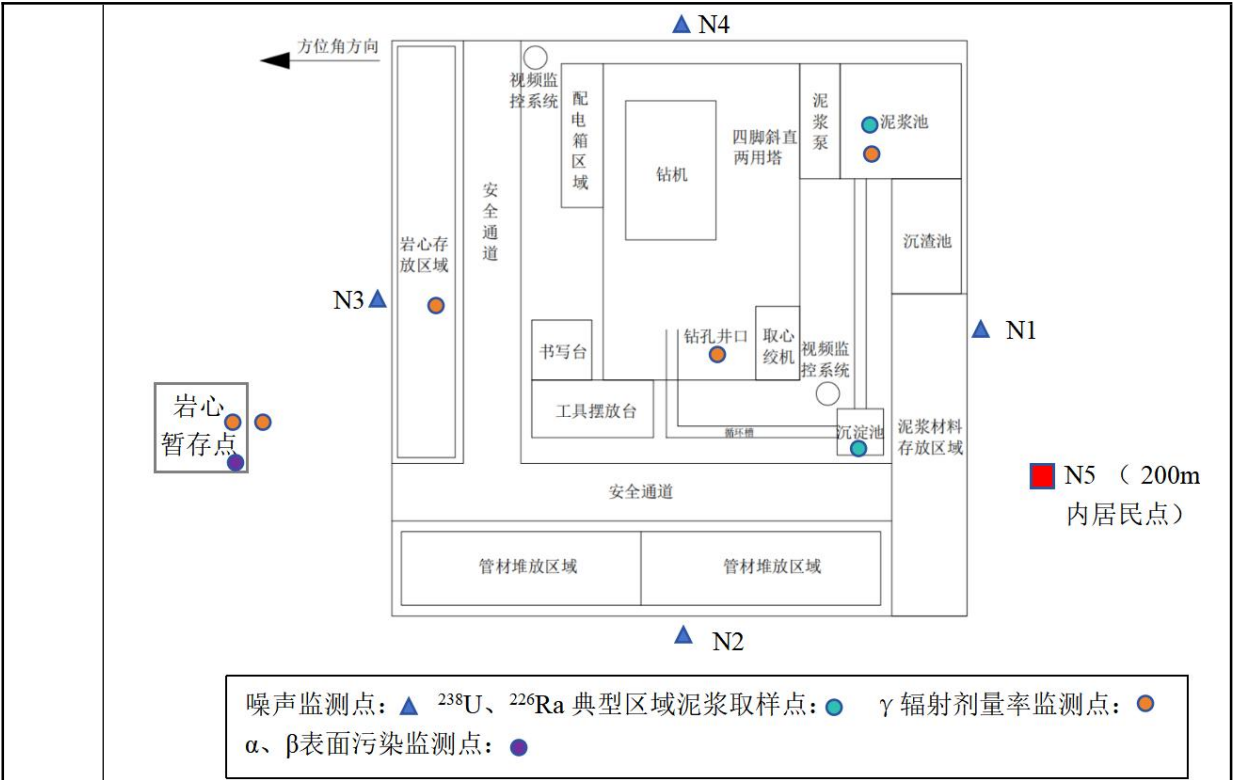 N4
方位角方向
视频监
控系统
配电箱区域
钻机
四脚斜直
两用塔
泥浆泵
泥浆池
安全通道
岩心存
放区域
沉渣池
N3
N1
书写台
钻孔井口
取心
绞机
视频监
控系统
岩心
暂存点
工具摆放台
循环槽
沉淀池
泥浆材料
存放区域
N5 （ 200m
内居民点）
安全通道
管材堆放区域
管材堆放区域
N2
噪声监测点： ²³⁸U、²²⁶Ra 典型区域泥浆取样点： γ 辐射剂量率监测点：
α、β表面污染监测点：